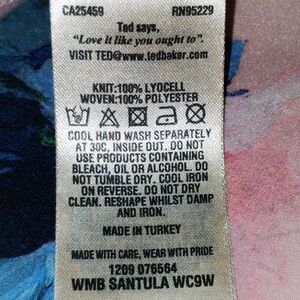 CA25459 RN95229
Ted says,
"Love it like you ought to".
VISIT TED@WWW.tedbaker.com
KNIT:100% LYOCELL
WOVEN:100% POLYESTER
COOL HAND WASH SEPARATELY
AT 30C, INSIDE OUT. DO NOT
USE PRODUCTS CONTAINING
BLEACH, OIL OR ALCOHOL. DO
NOT TUMBLE DRY. COOL IRON
ON REVERSE. DO NOT DRY
CLEAN. RESHAPE WHILST DAMP
AND IRON.
MADE IN TURKEY
MADE WITH CARE, WEAR WITH PRIDE
1209 076564
WMB SANTULA WC9W